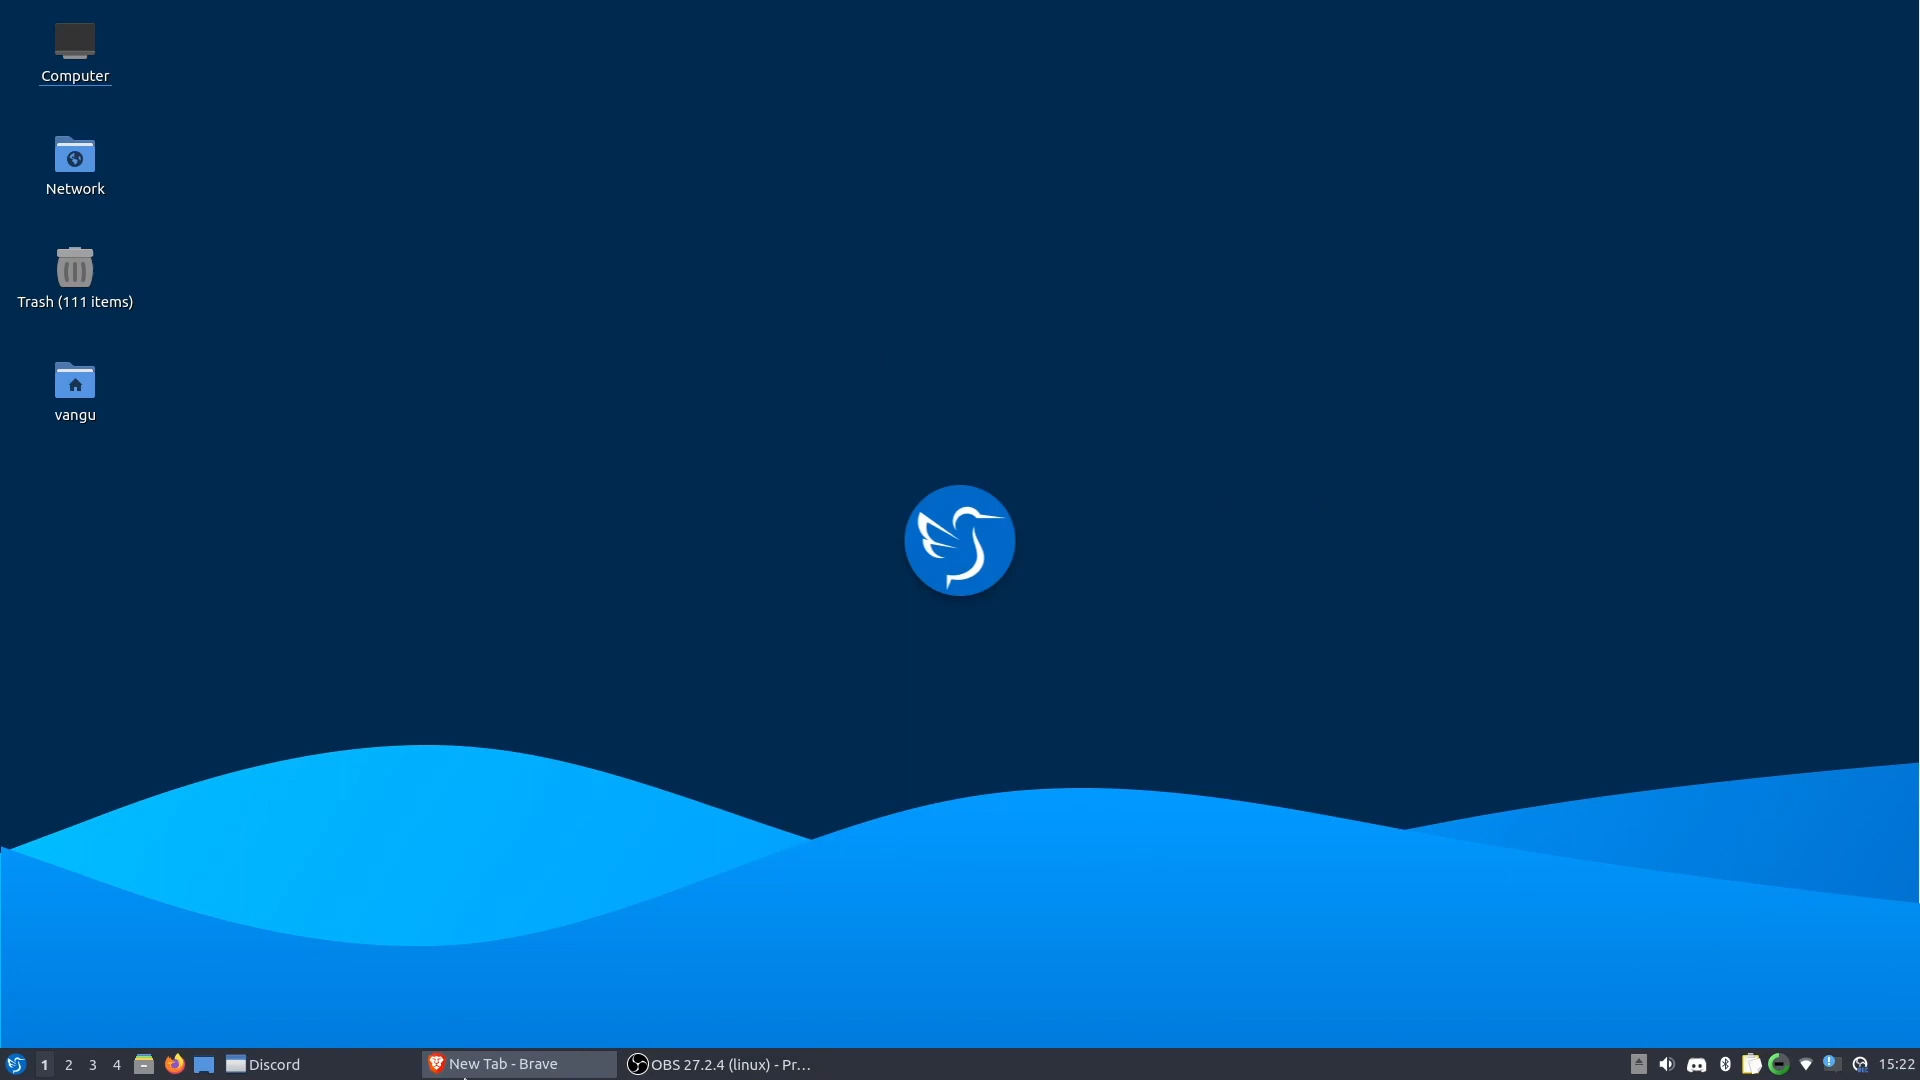 Computer
Network
Trash (111 items)
vangu
1 2 3 4 Discord New Tab - Brave OBS 27.2.4 (linux) - Pr... 15:22